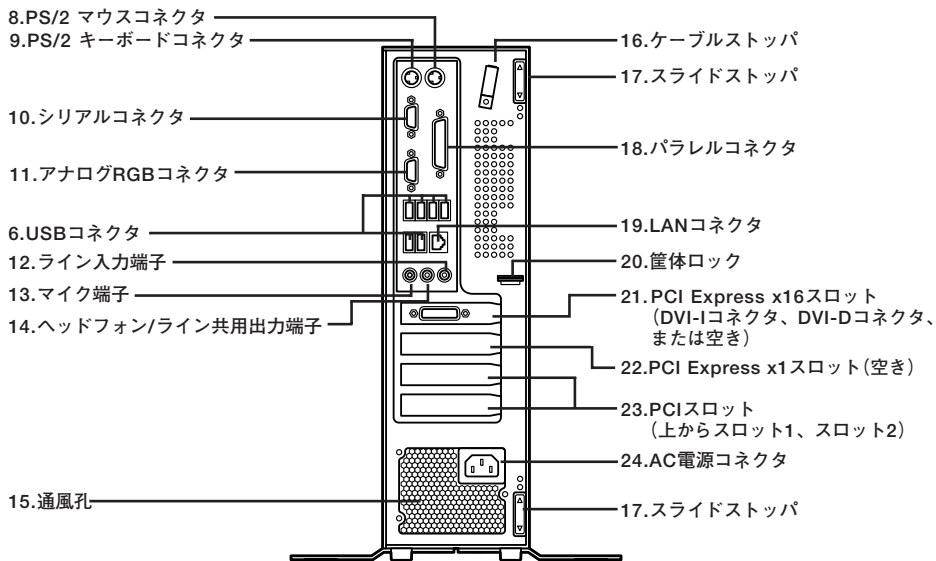 8.PS/2 マウスコネクタ
9.PS/2 キーボードコネクタ
10.シリアルコネクタ
11.アナログRGBコネクタ
6.USBコネクタ
12.ライン入力端子
13.マイク端子
14.ヘッドフォン/ライン共用出力端子
15.通風孔
16.ケーブルストッパ
17.スライドストッパ
18.パラレルコネクタ
19.LANコネクタ
20.筐体ロック
21.PCI Express x16スロット
（DVI-Iコネクタ、DVI-Dコネクタ、
または空き）
22.PCI Express x1スロット（空き）
23.PCIスロット
（上からスロット1、スロット2）
24.AC電源コネクタ
17.スライドストッパ